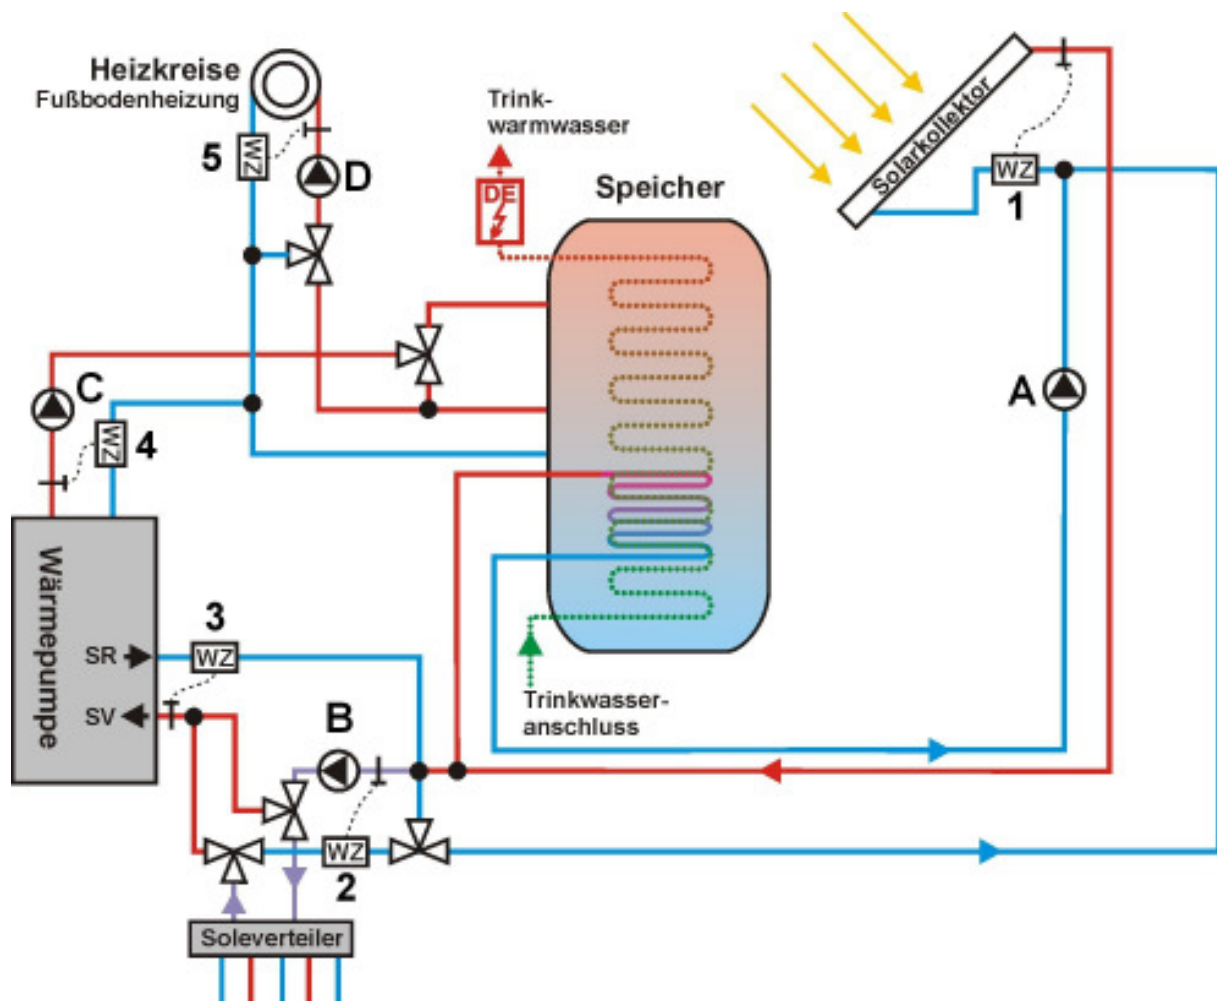 Heizkreise
Fußbodenheizung
5
WZ
D
Trink-
warmwasser
DE
Speicher
Solarkollektor
WZ
1
A
C
WZ
4
Wärmepumpe
3
SR
WZ
SV
B
Trinkwasser-
anschluss
WZ
2
Soleverteiler